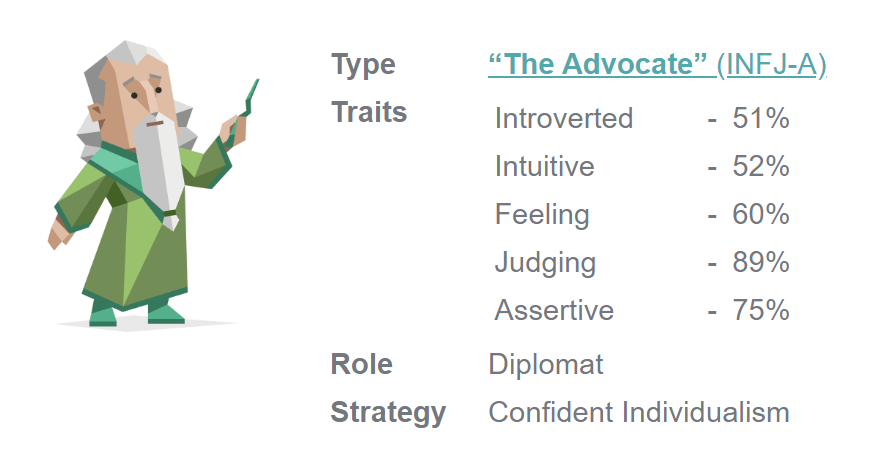 Type “The Advocate” (INFJ-A)
Traits
Introverted - 51%
Intuitive - 52%
Feeling - 60%
Judging - 89%
Assertive - 75%
Role Diplomat
Strategy Confident Individualism